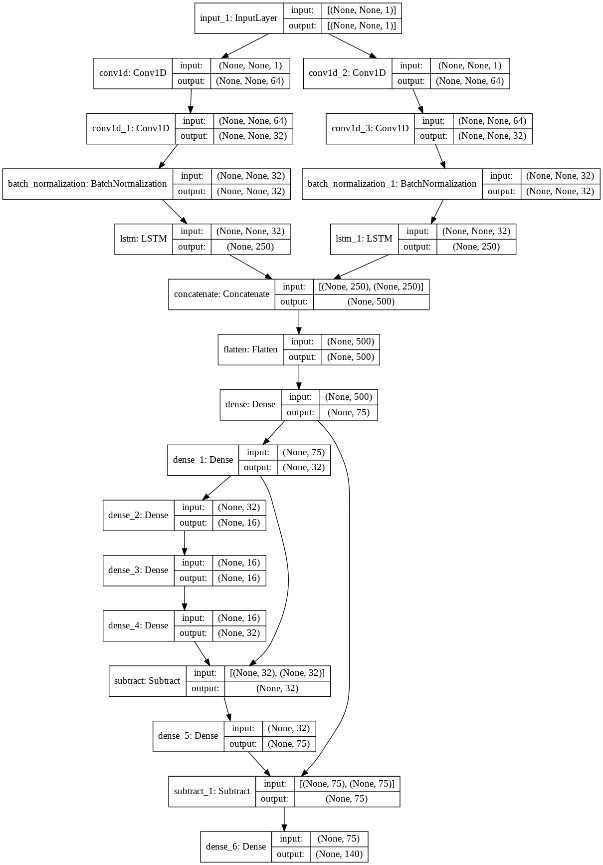 input_1: InputLayer
input: [(None, None, 1)]
output: [(None, None, 1)]
conv1d: Conv1D
input: (None, None, 1)
output: (None, None, 64)
conv1d_2: Conv1D
input: (None, None, 1)
output: (None, None, 64)
conv1d_1: Conv1D
input: (None, None, 64)
output: (None, None, 32)
conv1d_3: Conv1D
input: (None, None, 64)
output: (None, None, 32)
batch_normalization: BatchNormalization
input: (None, None, 32)
output: (None, None, 32)
batch_normalization_1: BatchNormalization
input: (None, None, 32)
output: (None, None, 32)
lstm: LSTM
input: (None, None, 32)
output: (None, 250)
lstm_1: LSTM
input: (None, None, 32)
output: (None, 250)
concatenate: Concatenate
input: [(None, 250), (None, 250)]
output: (None, 500)
flatten: Flatten
input: (None, 500)
output: (None, 500)
dense: Dense
input: (None, 500)
output: (None, 75)
dense_1: Dense
input: (None, 75)
output: (None, 32)
dense_2: Dense
input: (None, 32)
output: (None, 16)
dense_3: Dense
input: (None, 16)
output: (None, 16)
dense_4: Dense
input: (None, 16)
output: (None, 32)
subtract: Subtract
input: [(None, 32), (None, 32)]
output: (None, 32)
dense_5: Dense
input: (None, 32)
output: (None, 75)
subtract_1: Subtract
input: [(None, 75), (None, 75)]
output: (None, 75)
dense_6: Dense
input: (None, 75)
output: (None, 140)